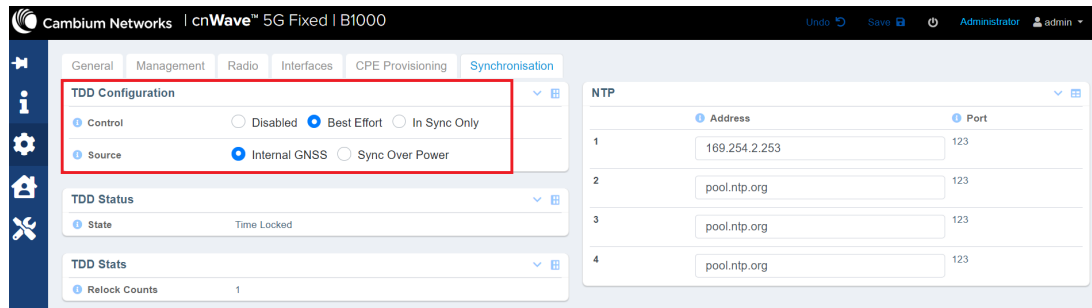 Cambium Networks | cnWave™ 5G Fixed | B1000
Undo Save Administrator admin
General Management Radio Interfaces CPE Provisioning Synchronisation
TDD Configuration
Control Disabled Best Effort In Sync Only
Source Internal GNSS Sync Over Power
TDD Status
State Time Locked
TDD Stats
Relock Counts 1
NTP
Address Port
1 169.254.2.253 123
2 pool.ntp.org 123
3 pool.ntp.org 123
4 pool.ntp.org 123